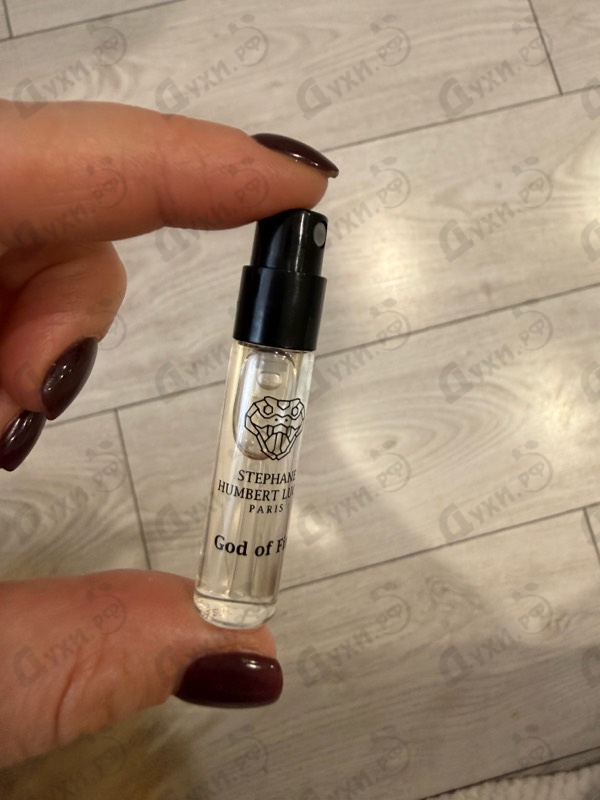 STEPHANE
HUMBERT
PARIS
God of
Духи.рф